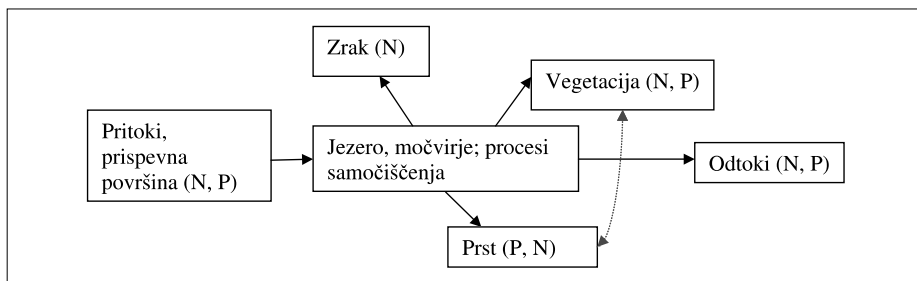 Zrak (N)
Vegetacija (N, P)
Pritoki,
prispevna
površina (N, P)
Jezero, močvirje; procesi
samočiščenja
Odtoki (N, P)
Prst (P, N)